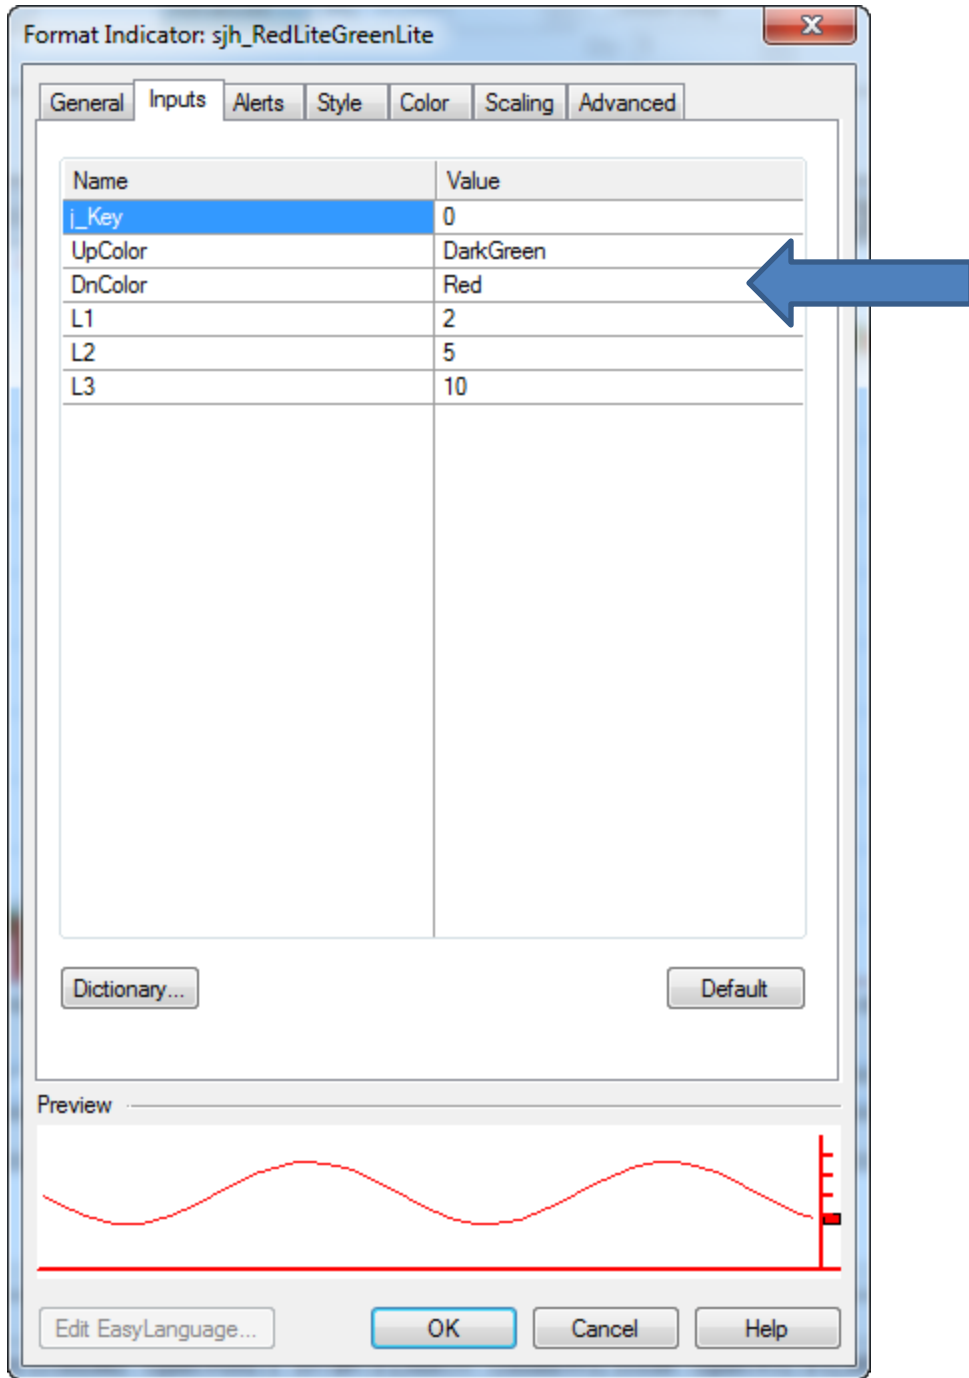 Format Indicator: sjh_RedLiteGreenLite
x
General Inputs Alerts Style Color Scaling Advanced
Name Value
j_Key 0
UpColor DarkGreen
DnColor Red
L1 2
L2 5
L3 10
Dictionary... Default
Preview
Edit EasyLanguage... OK Cancel Help